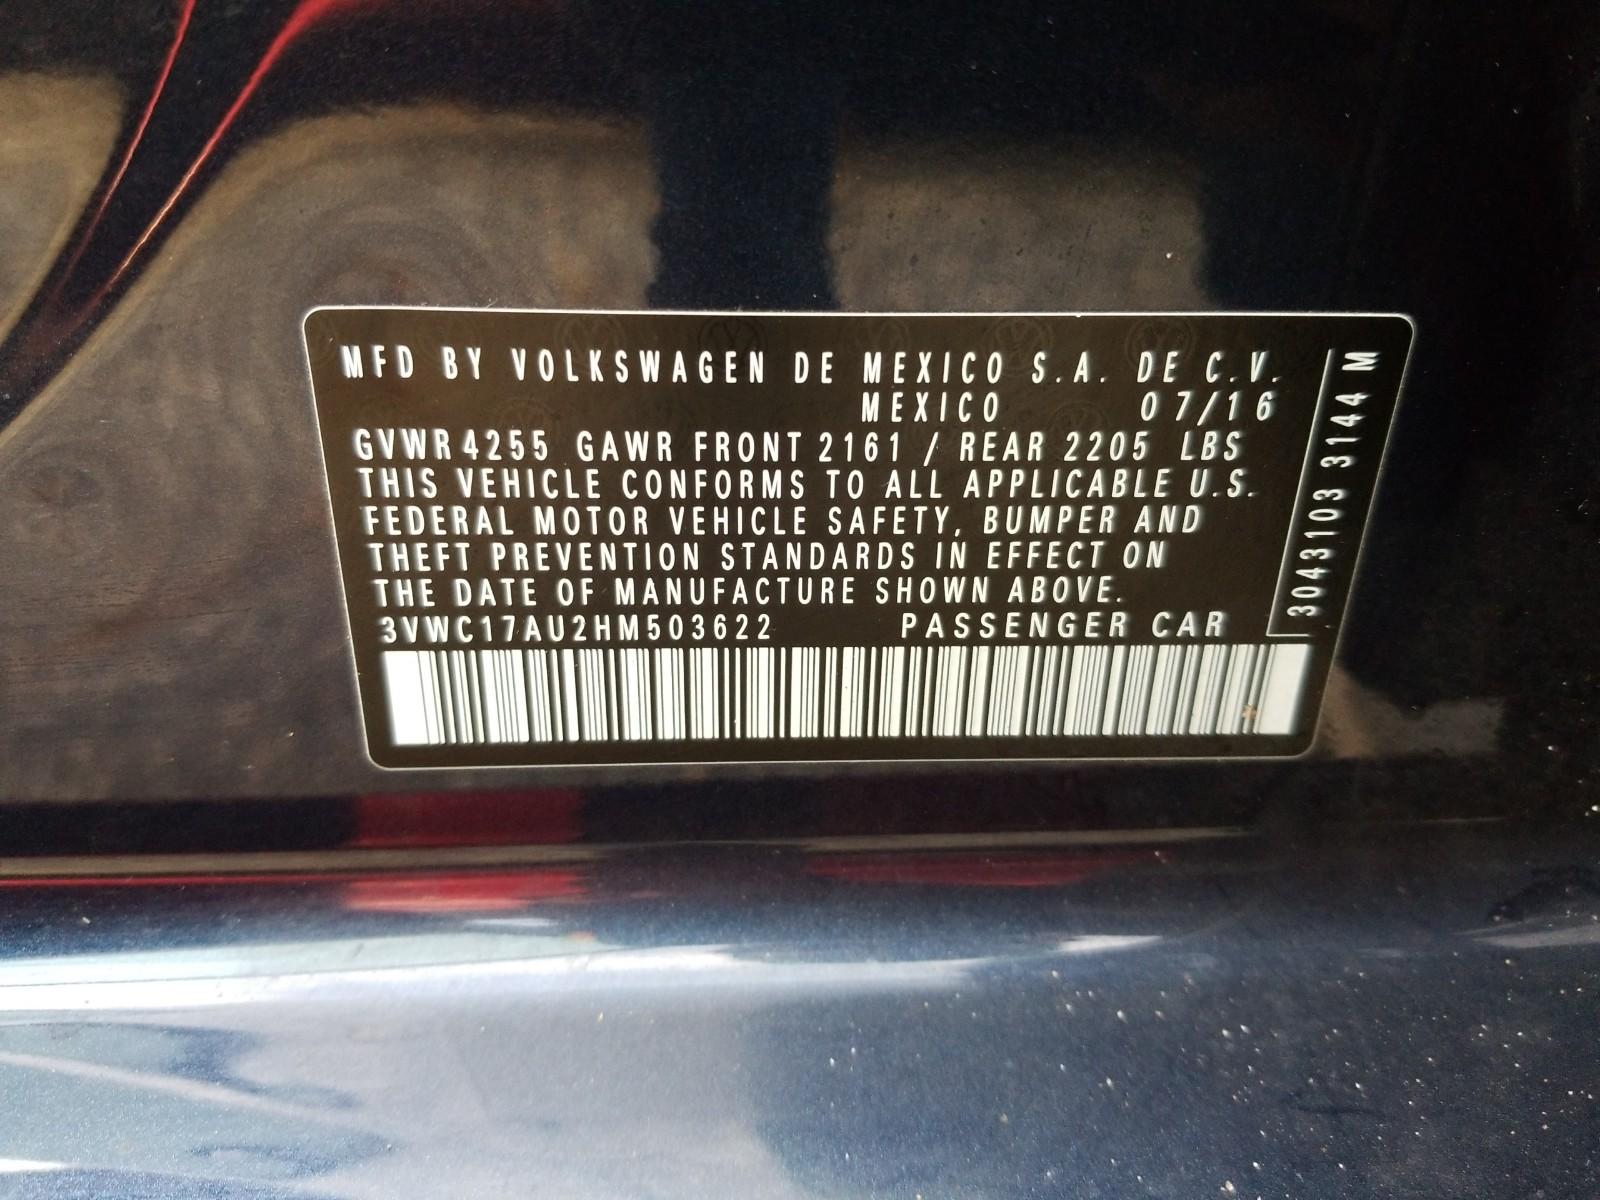 MFD BY VOLKSWAGEN DE MEXICO S.A. DE C.V.
MEXICO 07/16
GVWR 4255 GAWR FRONT 2161 / REAR 2205 LBS
THIS VEHICLE CONFORMS TO ALL APPLICABLE U.S.
FEDERAL MOTOR VEHICLE SAFETY, BUMPER AND
THEFT PREVENTION STANDARDS IN EFFECT ON
THE DATE OF MANUFACTURE SHOWN ABOVE.
3VWC17AU2HM503622 PASSENGER CAR
3043103 3144 M